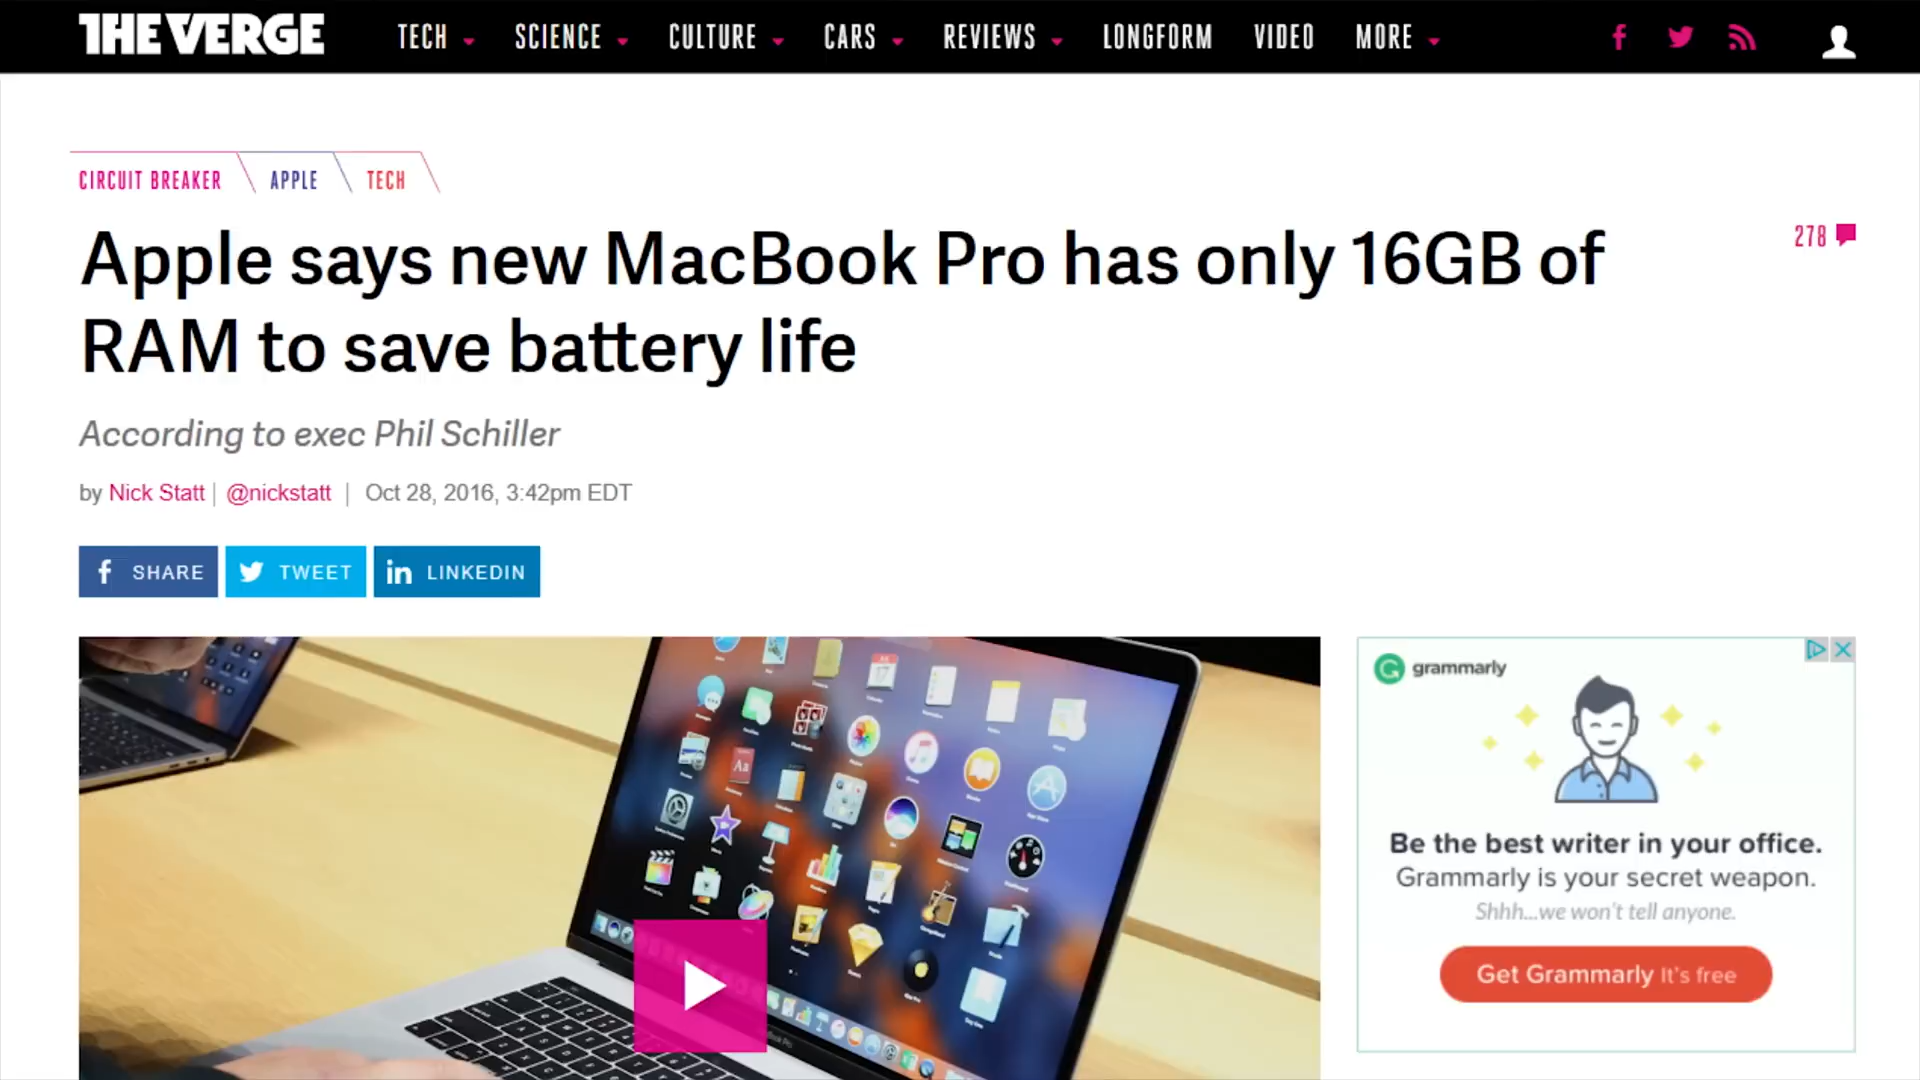 THE VERGE
TECH SCIENCE CULTURE CARS REVIEWS LONGFORM VIDEO MORE
CIRCUIT BREAKER APPLE TECH
Apple says new MacBook Pro has only 16GB of
RAM to save battery life
278
According to exec Phil Schiller
by Nick Statt | @nickstatt | Oct 28, 2016, 3:42pm EDT
f SHARE TWEET in LINKEDIN
grammarly
Be the best writer in your office.
Grammarly is your secret weapon.
Shhh...we won't tell anyone.
Get Grammarly It's free
Aa